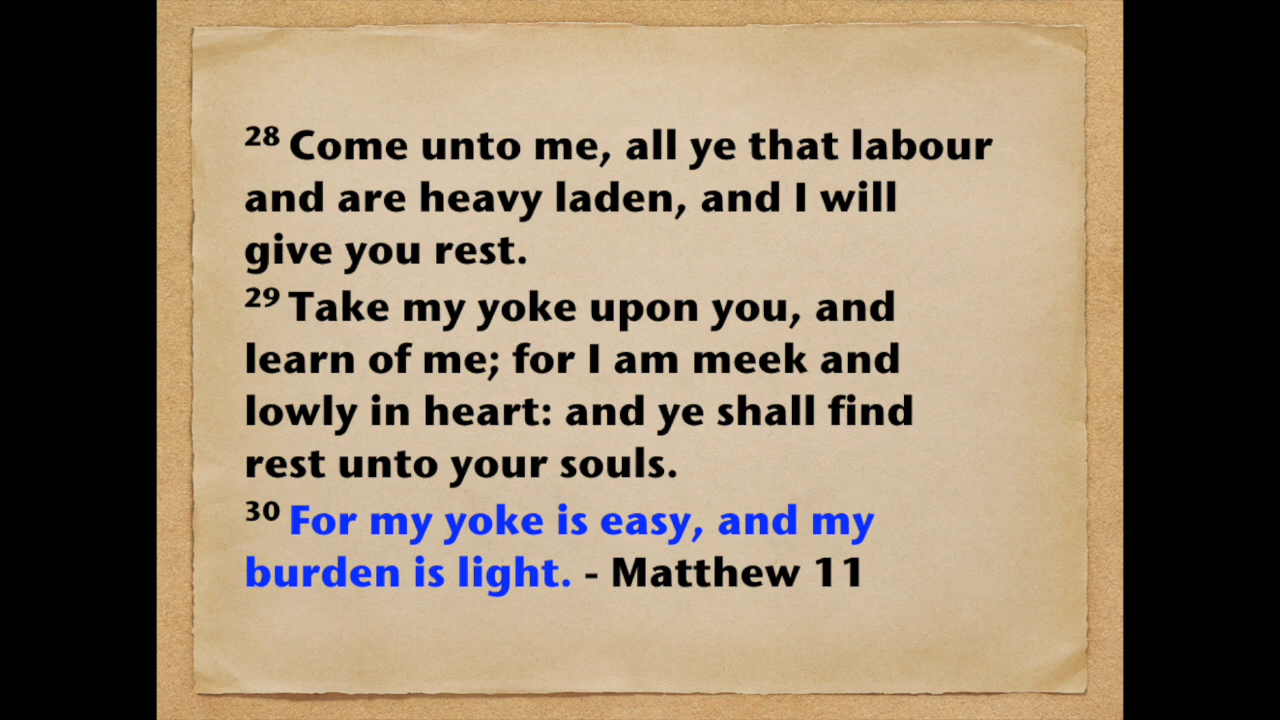 28 Come unto me, all ye that labour
and are heavy laden, and I will
give you rest.
29 Take my yoke upon you, and
learn of me; for I am meek and
lowly in heart: and ye shall find
rest unto your souls.
30 For my yoke is easy, and my
burden is light. - Matthew 11